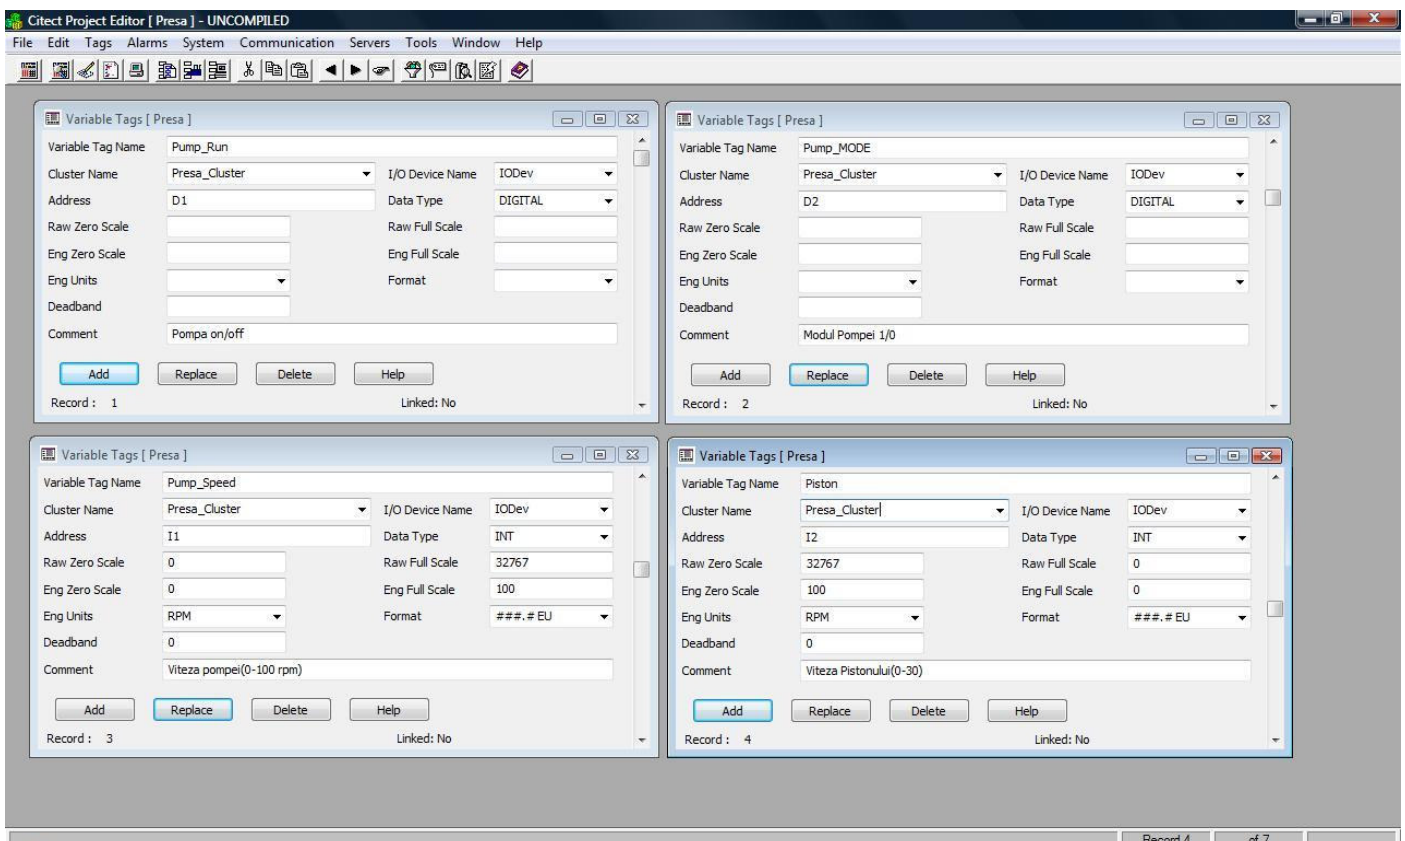 Citect Project Editor [ Presa ] - UNCOMPILED
File Edit Tags Alarms System Communication Servers Tools Window Help
Variable Tags [ Presa ]
Variable Tag Name Pump_Run
Cluster Name Presa_Cluster I/O Device Name IODev
Address D1 Data Type DIGITAL
Raw Zero Scale Raw Full Scale
Eng Zero Scale Eng Full Scale
Eng Units Format
Deadband
Comment Pompa on/off
Add Replace Delete Help
Record : 1 Linked: No
Variable Tags [ Presa ]
Variable Tag Name Pump_MODE
Cluster Name Presa_Cluster I/O Device Name IODev
Address D2 Data Type DIGITAL
Raw Zero Scale Raw Full Scale
Eng Zero Scale Eng Full Scale
Eng Units Format
Deadband
Comment Modul Pompei 1/0
Add Replace Delete Help
Record : 2 Linked: No
Variable Tags [ Presa ]
Variable Tag Name Pump_Speed
Cluster Name Presa_Cluster I/O Device Name IODev
Address I1 Data Type INT
Raw Zero Scale 0 Raw Full Scale 32767
Eng Zero Scale 0 Eng Full Scale 100
Eng Units RPM Format ###.# EU
Deadband 0
Comment Viteza pompei(0-100 rpm)
Add Replace Delete Help
Record : 3 Linked: No
Variable Tags [ Presa ]
Variable Tag Name Piston
Cluster Name Presa_Cluster I/O Device Name IODev
Address I2 Data Type INT
Raw Zero Scale 32767 Raw Full Scale 0
Eng Zero Scale 100 Eng Full Scale 0
Eng Units RPM Format ###.# EU
Deadband 0
Comment Viteza Pistonului(0-30)
Add Replace Delete Help
Record : 4 Linked: No
Record 4 of 7